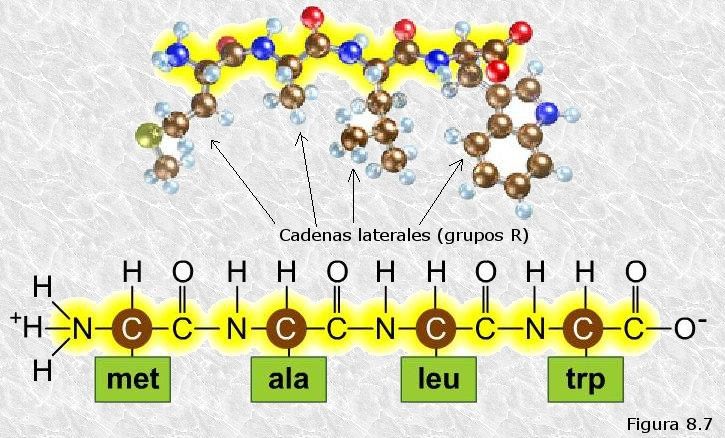 Cadenas laterales (grupos R)
H H O H H O H H O H H O
+H N C C N C C N C C N C C O-
H
met ala leu trp
Figura 8.7